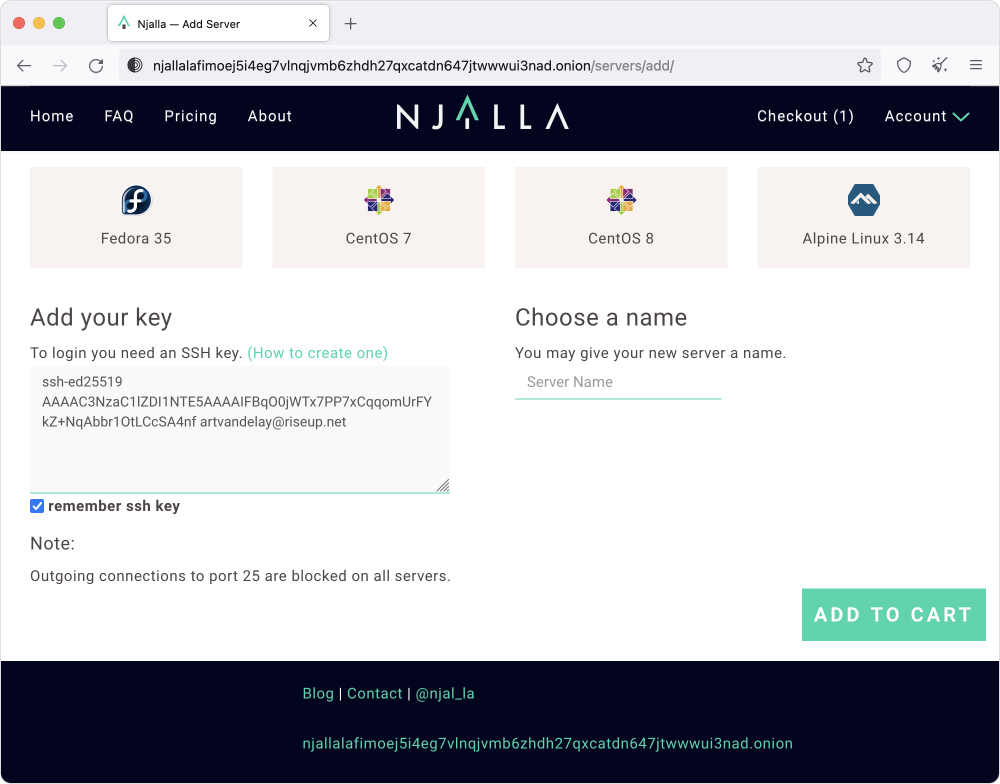 Njalla — Add Server
njallalafimoej5i4eg7vlnqjvmb6zhdh27qxcatdn647jtwwwui3nad.onion/servers/add/
Home FAQ Pricing About NJALLA Checkout (1) Account
Fedora 35 CentOS 7 CentOS 8 Alpine Linux 3.14
Add your key
To login you need an SSH key. (How to create one)
ssh-ed25519
AAAAC3NzaC1lZDI1NTE5AAAAIFBqO0jWTx7PP7xCqqomUrFY
kZ+NqAbbr1OtLCcSA4nf artvandelay@riseup.net
remember ssh key
Choose a name
You may give your new server a name.
Server Name
Note:
Outgoing connections to port 25 are blocked on all servers.
ADD TO CART
Blog | Contact | @njal_la
njallalafimoej5i4eg7vlnqjvmb6zhdh27qxcatdn647jtwwwui3nad.onion